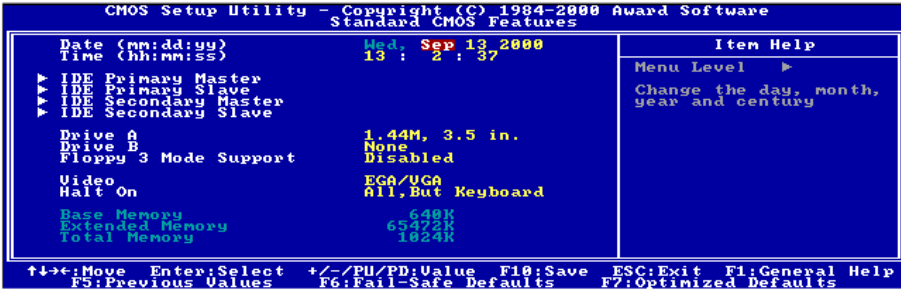 CMOS Setup Utility - Copyright (C) 1984-2000 Award Software
Standard CMOS Features
Date (mm:dd:yy) Wed, Sep 13 2000
Time (hh:mm:ss) 13 : 2 : 37
► IDE Primary Master
► IDE Primary Slave
► IDE Secondary Master
► IDE Secondary Slave
Drive A 1.44M, 3.5 in.
Drive B None
Floppy 3 Mode Support Disabled
Video EGA/VGA
Halt On All,But Keyboard
Base Memory 640K
Extended Memory 65472K
Total Memory 1024K
Item Help
Menu Level ►
Change the day, month,
year and century
↑↓→←:Move Enter:Select +/-/PU/PD:Value F10:Save ESC:Exit F1:General Help
F5:Previous Values F6:Fail-Safe Defaults F7:Optimized Defaults